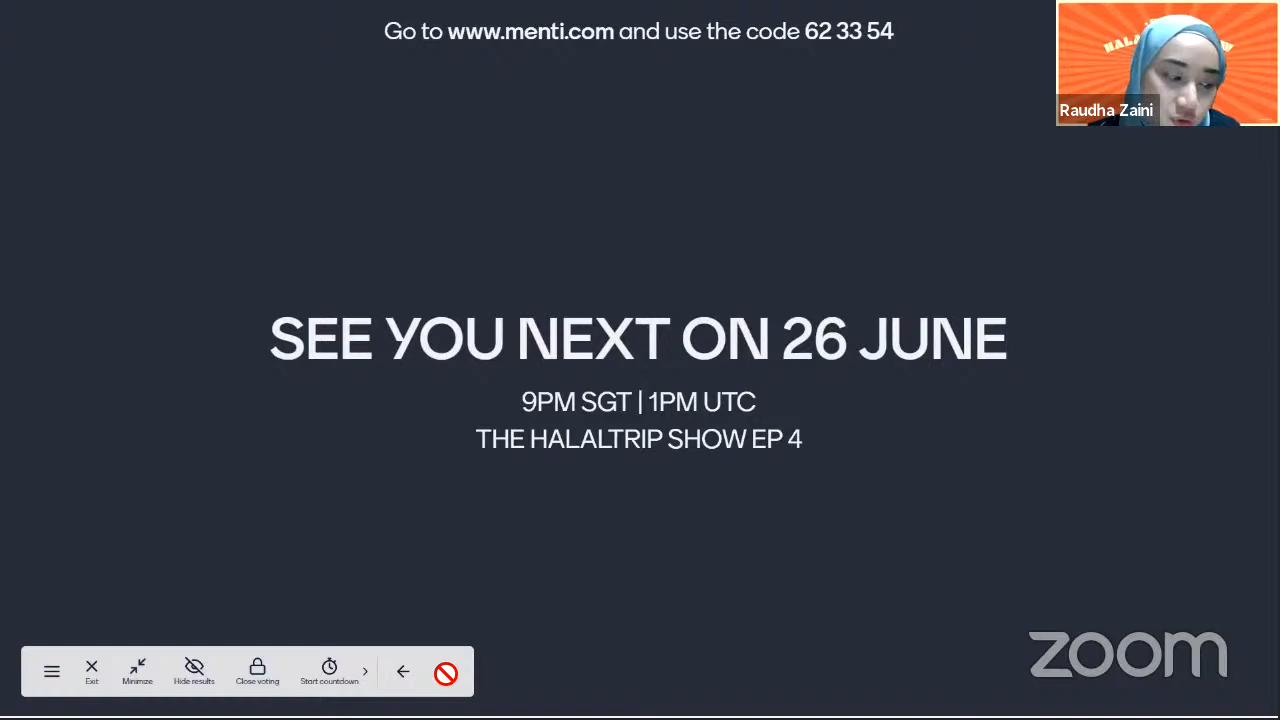 Go to www.menti.com and use the code 62 33 54
Raudha Zaini
SEE YOU NEXT ON 26 JUNE
9PM SGT | 1PM UTC
THE HALALTRIP SHOW EP 4
Exit
Minimize
Hide results
Close voting
Start countdown
zoom